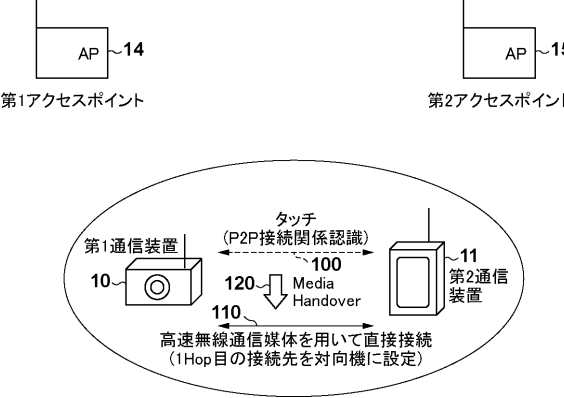 AP 14
AP 15
第1アクセスポイント
第2アクセスポイント
タッチ
(P2P接続関係認識)
第1通信装置
100
11
10
120
Media
Handover
第2通信
装置
110
高速無線通信媒体を用いて直接接続
(1Hop目の接続先を対向機に設定)